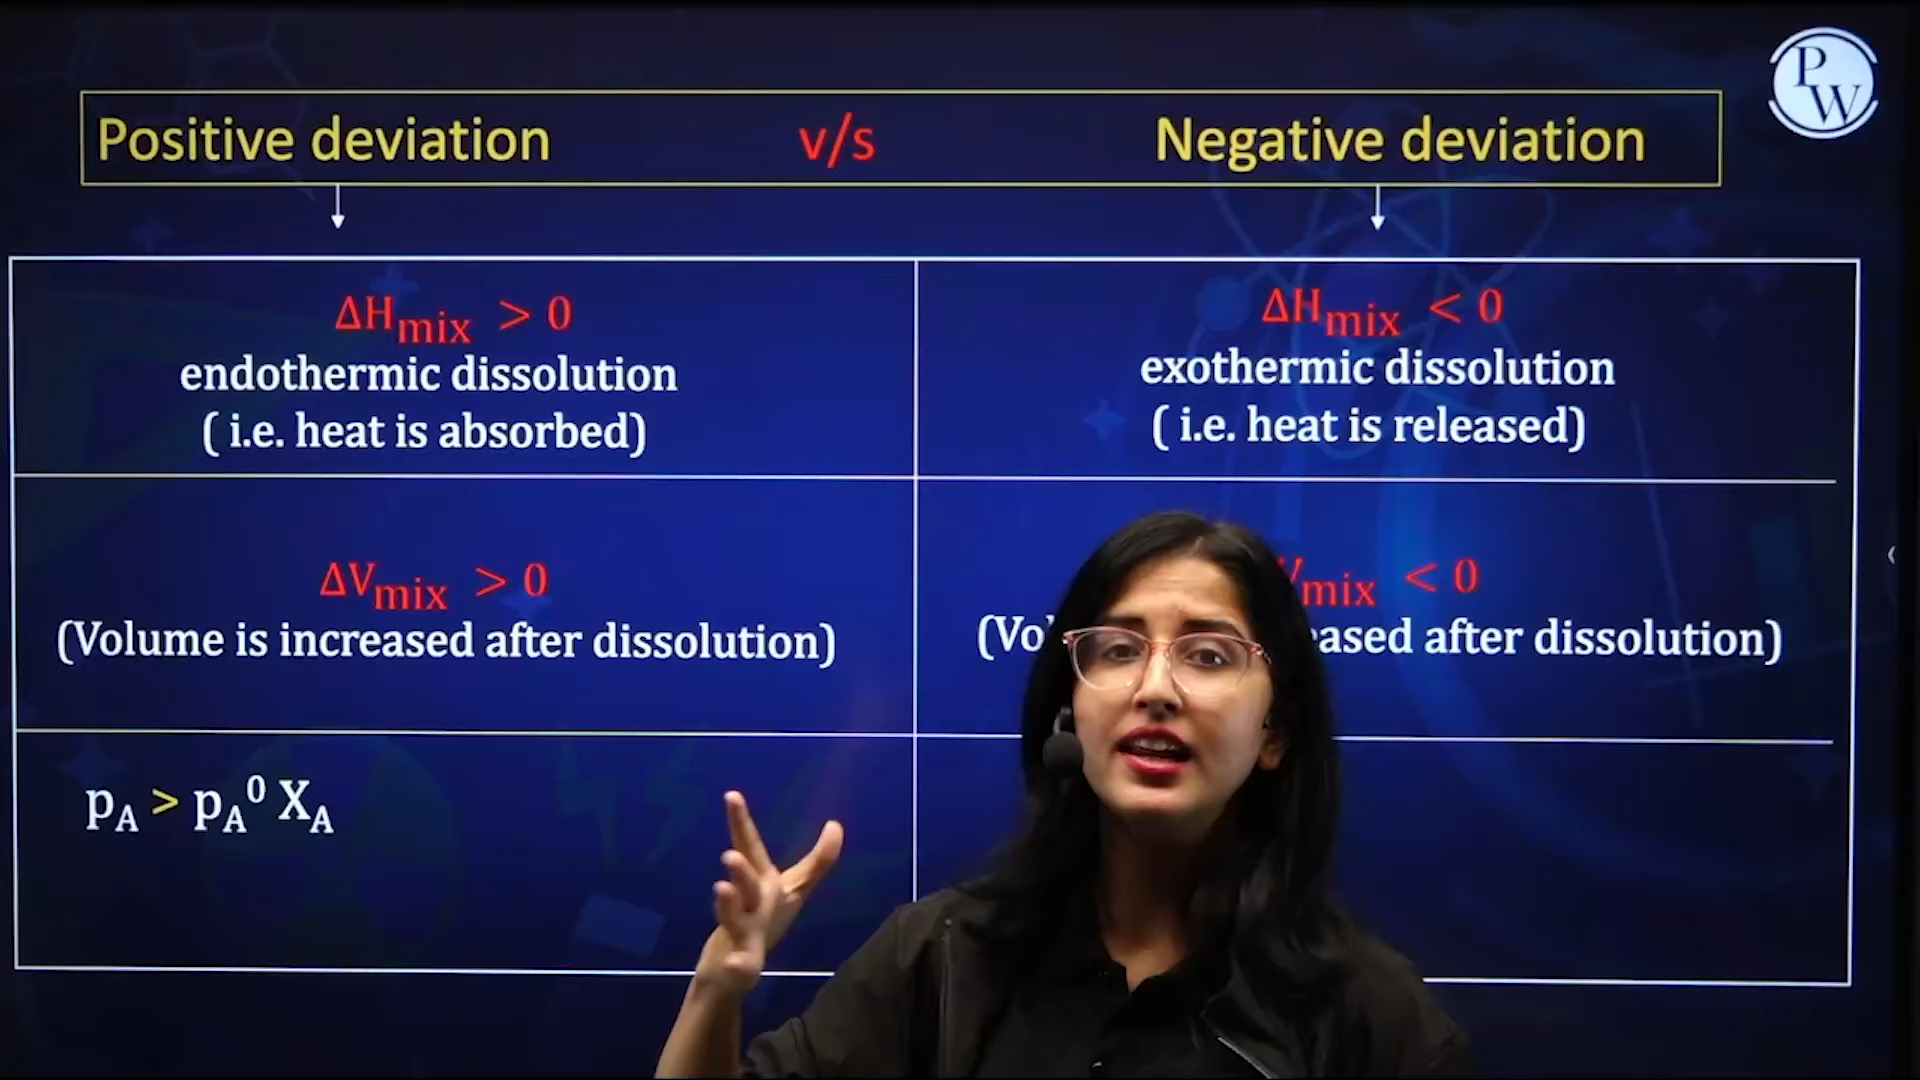 P W
Positive deviation v/s Negative deviation
ΔHmix > 0
endothermic dissolution
( i.e. heat is absorbed)
ΔHmix < 0
exothermic dissolution
( i.e. heat is released)
ΔVmix > 0
(Volume is increased after dissolution)
mix < 0
after dissolution)
pA > pA⁰ XA